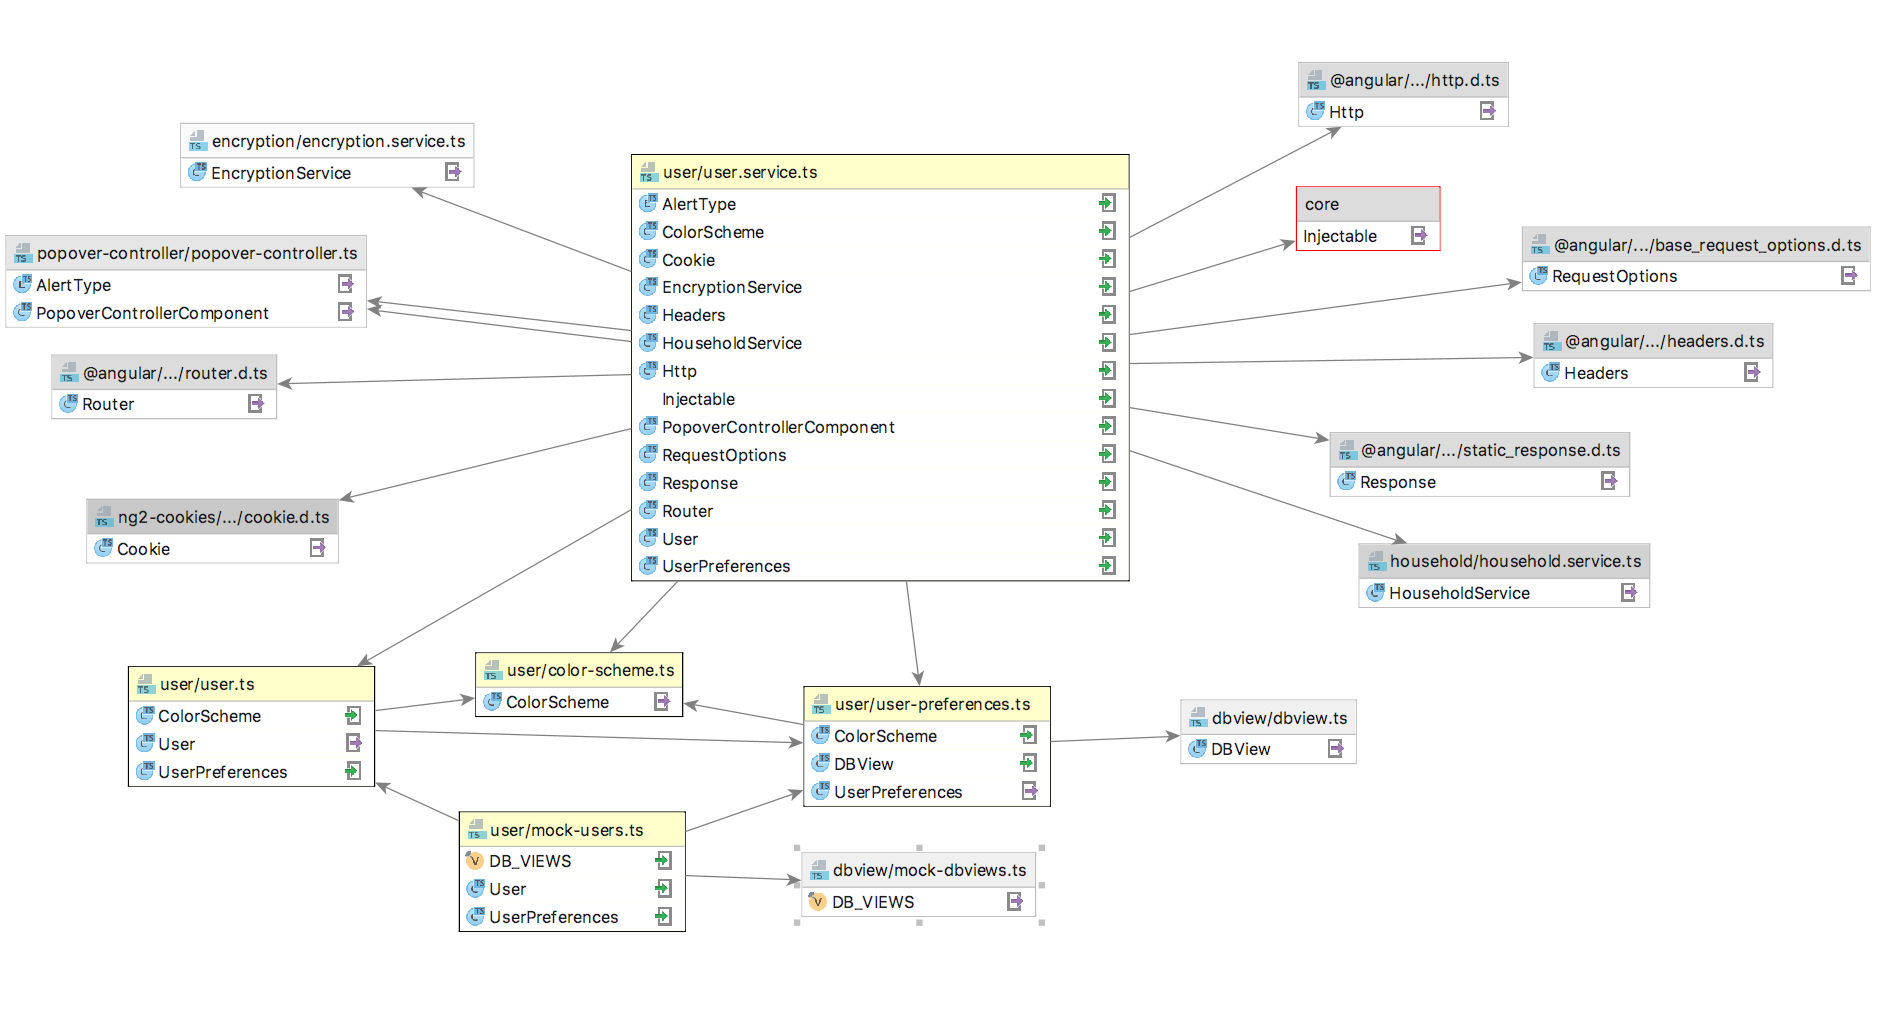 @angular/.../http.d.ts
Http
encryption/encryption.service.ts
EncryptionService
user/user.service.ts
AlertType
ColorScheme
Cookie
EncryptionService
Headers
HouseholdService
Http
Injectable
PopoverControllerComponent
RequestOptions
Response
Router
User
UserPreferences
core
Injectable
popover-controller/popover-controller.ts
AlertType
PopoverControllerComponent
@angular/.../base_request_options.d.ts
RequestOptions
@angular/.../headers.d.ts
Headers
@angular/.../router.d.ts
Router
@angular/.../static_response.d.ts
Response
ng2-cookies/.../cookie.d.ts
Cookie
household/household.service.ts
HouseholdService
user/user.ts
ColorScheme
User
UserPreferences
user/color-scheme.ts
ColorScheme
user/user-preferences.ts
ColorScheme
DBView
UserPreferences
dbview/dbview.ts
DBView
user/mock-users.ts
DB_VIEWS
User
UserPreferences
dbview/mock-dbviews.ts
DB_VIEWS